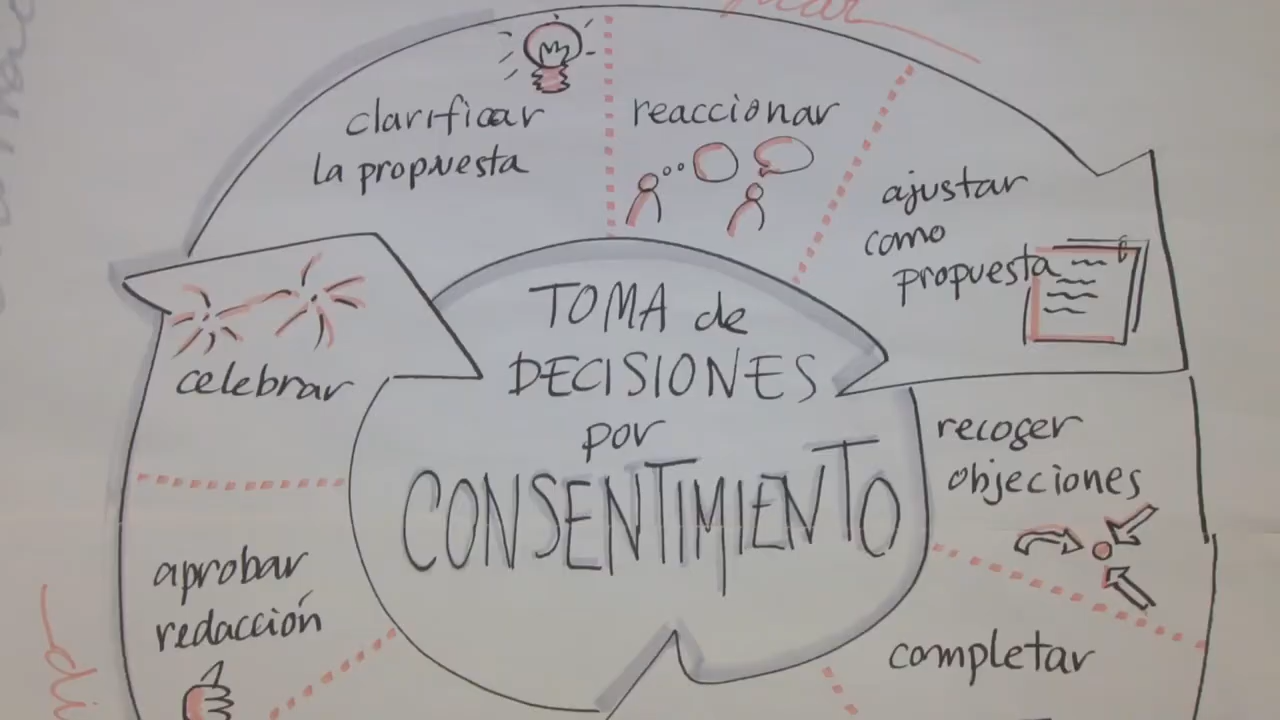 clarificar
la propuesta
reaccionar
ajustar
como
propuesta
TOMA de
DECISIONES
por
CONSENTIMIENTO
celebrar
recoger
objeciones
aprobar
redacción
completar